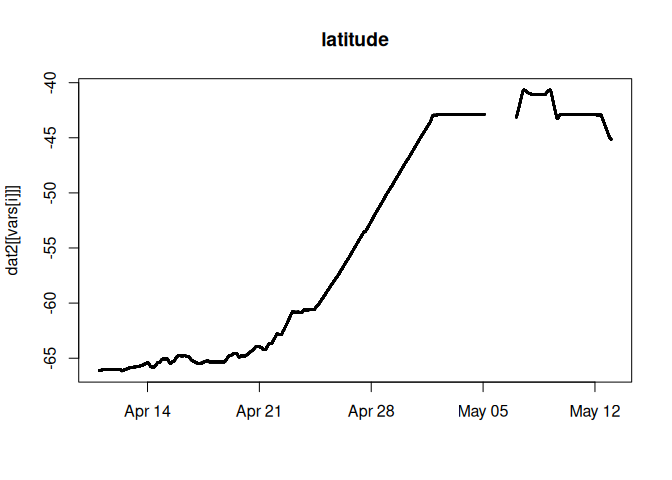 latitude
dat2[[vars[i]]]
-40
-45
-50
-55
-60
-65
Apr 14
Apr 21
Apr 28
May 05
May 12